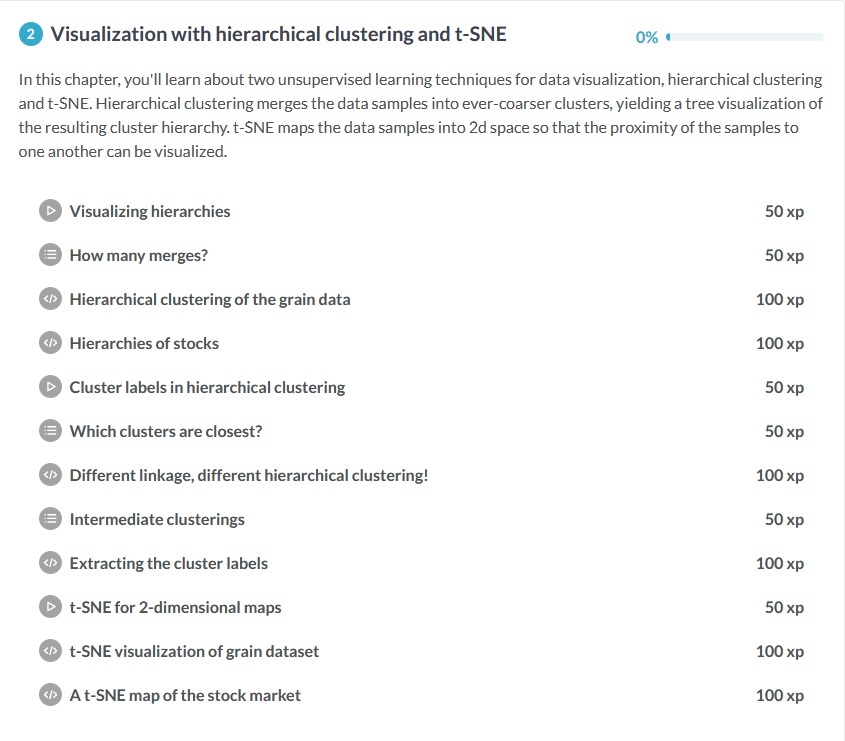 2 Visualization with hierarchical clustering and t-SNE 0%
In this chapter, you'll learn about two unsupervised learning techniques for data visualization, hierarchical clustering
and t-SNE. Hierarchical clustering merges the data samples into ever-coarser clusters, yielding a tree visualization of
the resulting cluster hierarchy. t-SNE maps the data samples into 2d space so that the proximity of the samples to
one another can be visualized.
Visualizing hierarchies 50 xp
How many merges? 50 xp
Hierarchical clustering of the grain data 100 xp
Hierarchies of stocks 100 xp
Cluster labels in hierarchical clustering 50 xp
Which clusters are closest? 50 xp
Different linkage, different hierarchical clustering! 100 xp
Intermediate clusterings 50 xp
Extracting the cluster labels 100 xp
t-SNE for 2-dimensional maps 50 xp
t-SNE visualization of grain dataset 100 xp
A t-SNE map of the stock market 100 xp